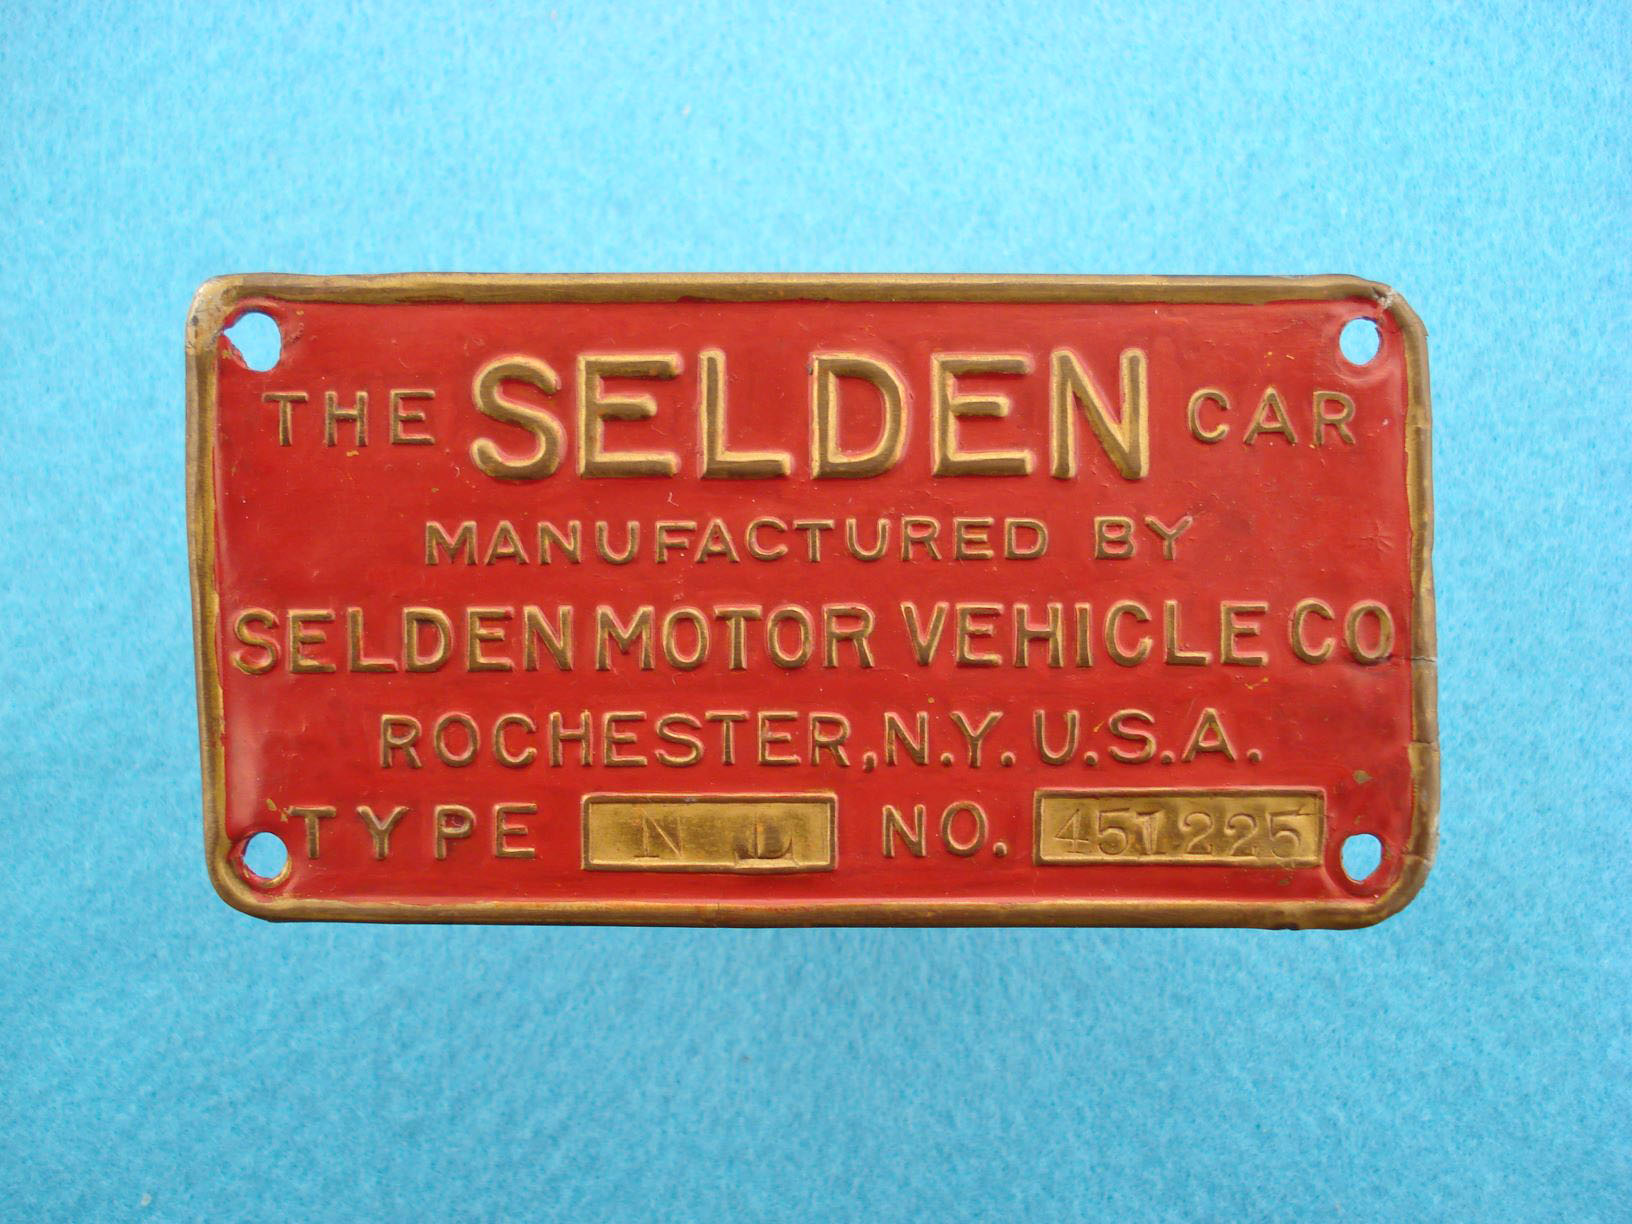 THE SELDEN CAR
MANUFACTURED BY
SELDEN MOTOR VEHICLE CO
ROCHESTER, N.Y. U.S.A.
TYPE N L NO. 451225